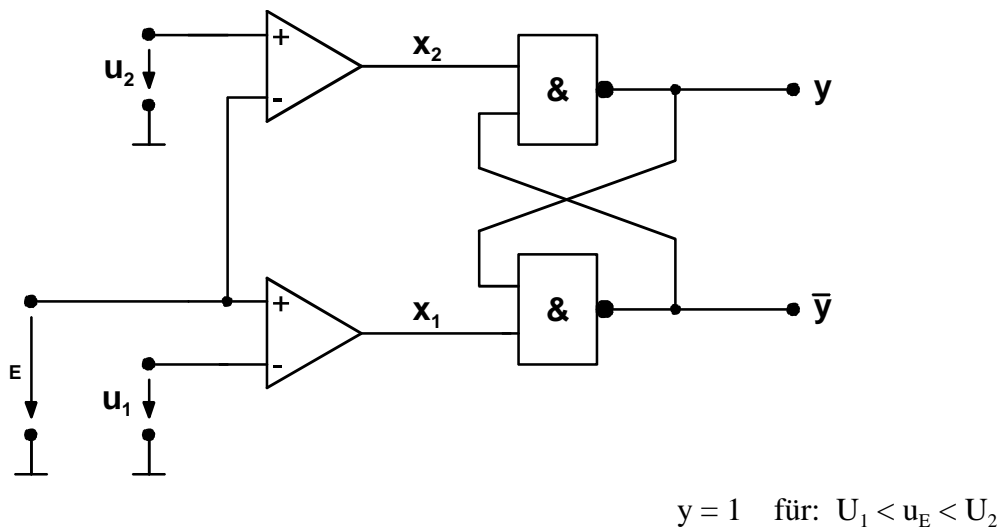 +
x₂
&
y
u₂
-
+
x₁
&
y̅
E
-
u₁
y = 1 für: U₁ < u_E < U₂